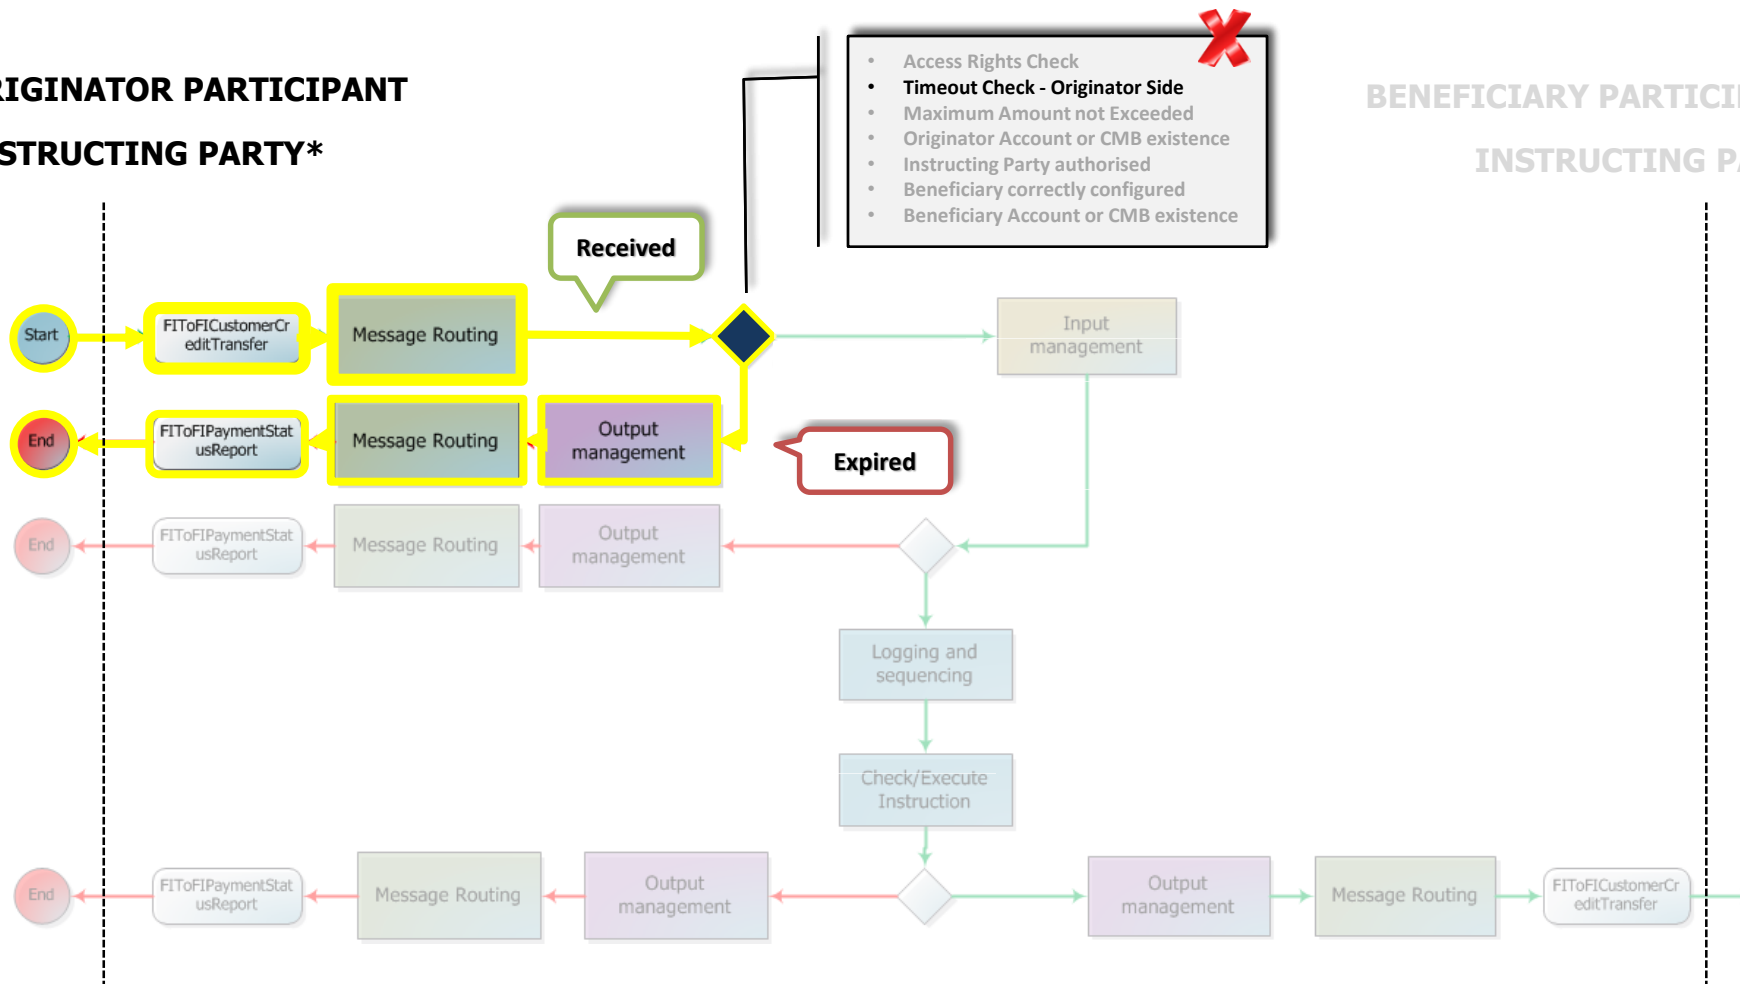 RIGINATOR PARTICIPANT
STRUCTING PARTY*
• Access Rights Check
• Timeout Check - Originator Side
• Maximum Amount not Exceeded
• Originator Account or CMB existence
• Instructing Party authorised
• Beneficiary correctly configured
• Beneficiary Account or CMB existence
BENEFICIARY PARTICI
INSTRUCTING PA
Received
Start
FIToFICustomerCr
editTransfer
Message Routing
Input
management
End
FIToFIPaymentStat
usReport
Message Routing
Output
management
Expired
End
FIToFIPaymentStat
usReport
Message Routing
Output
management
Logging and
sequencing
Check/Execute
Instruction
End
FIToFIPaymentStat
usReport
Message Routing
Output
management
Output
management
Message Routing
FIToFICustomerCr
editTransfer